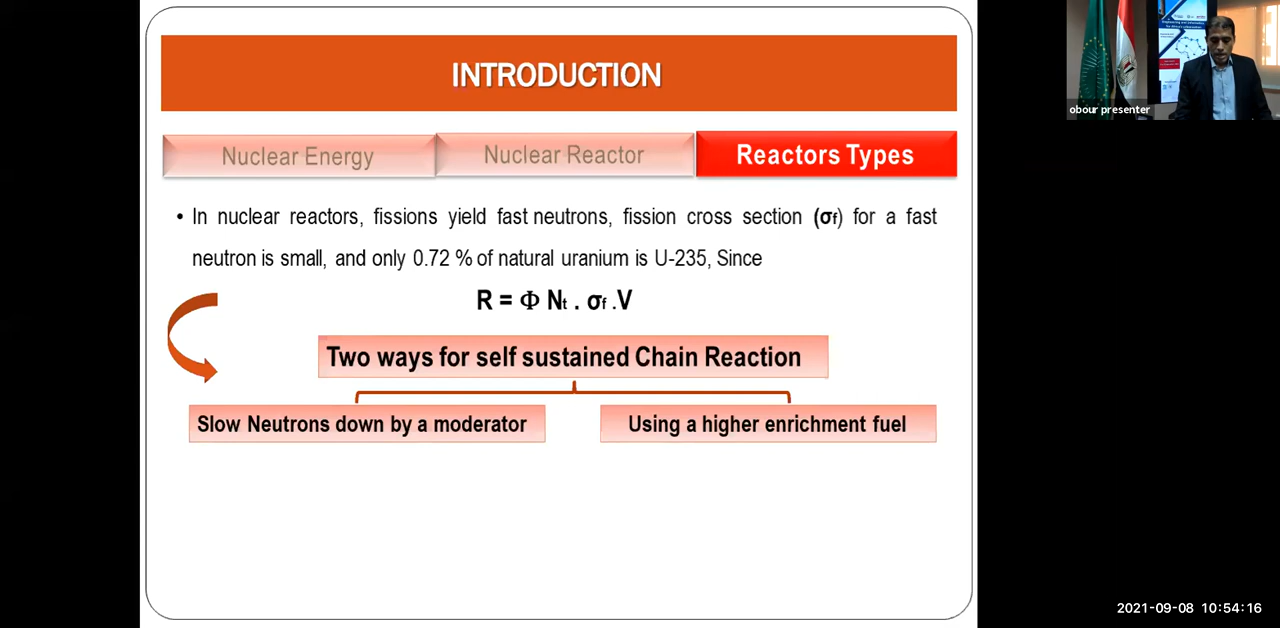 INTRODUCTION
Nuclear Energy
Nuclear Reactor
Reactors Types
• In nuclear reactors, fissions yield fast neutrons, fission cross section (σf) for a fast
neutron is small, and only 0.72 % of natural uranium is U-235, Since
R = Φ Nt . σf .V
Two ways for self sustained Chain Reaction
Slow Neutrons down by a moderator
Using a higher enrichment fuel
obour presenter
2021-09-08 10:54:16